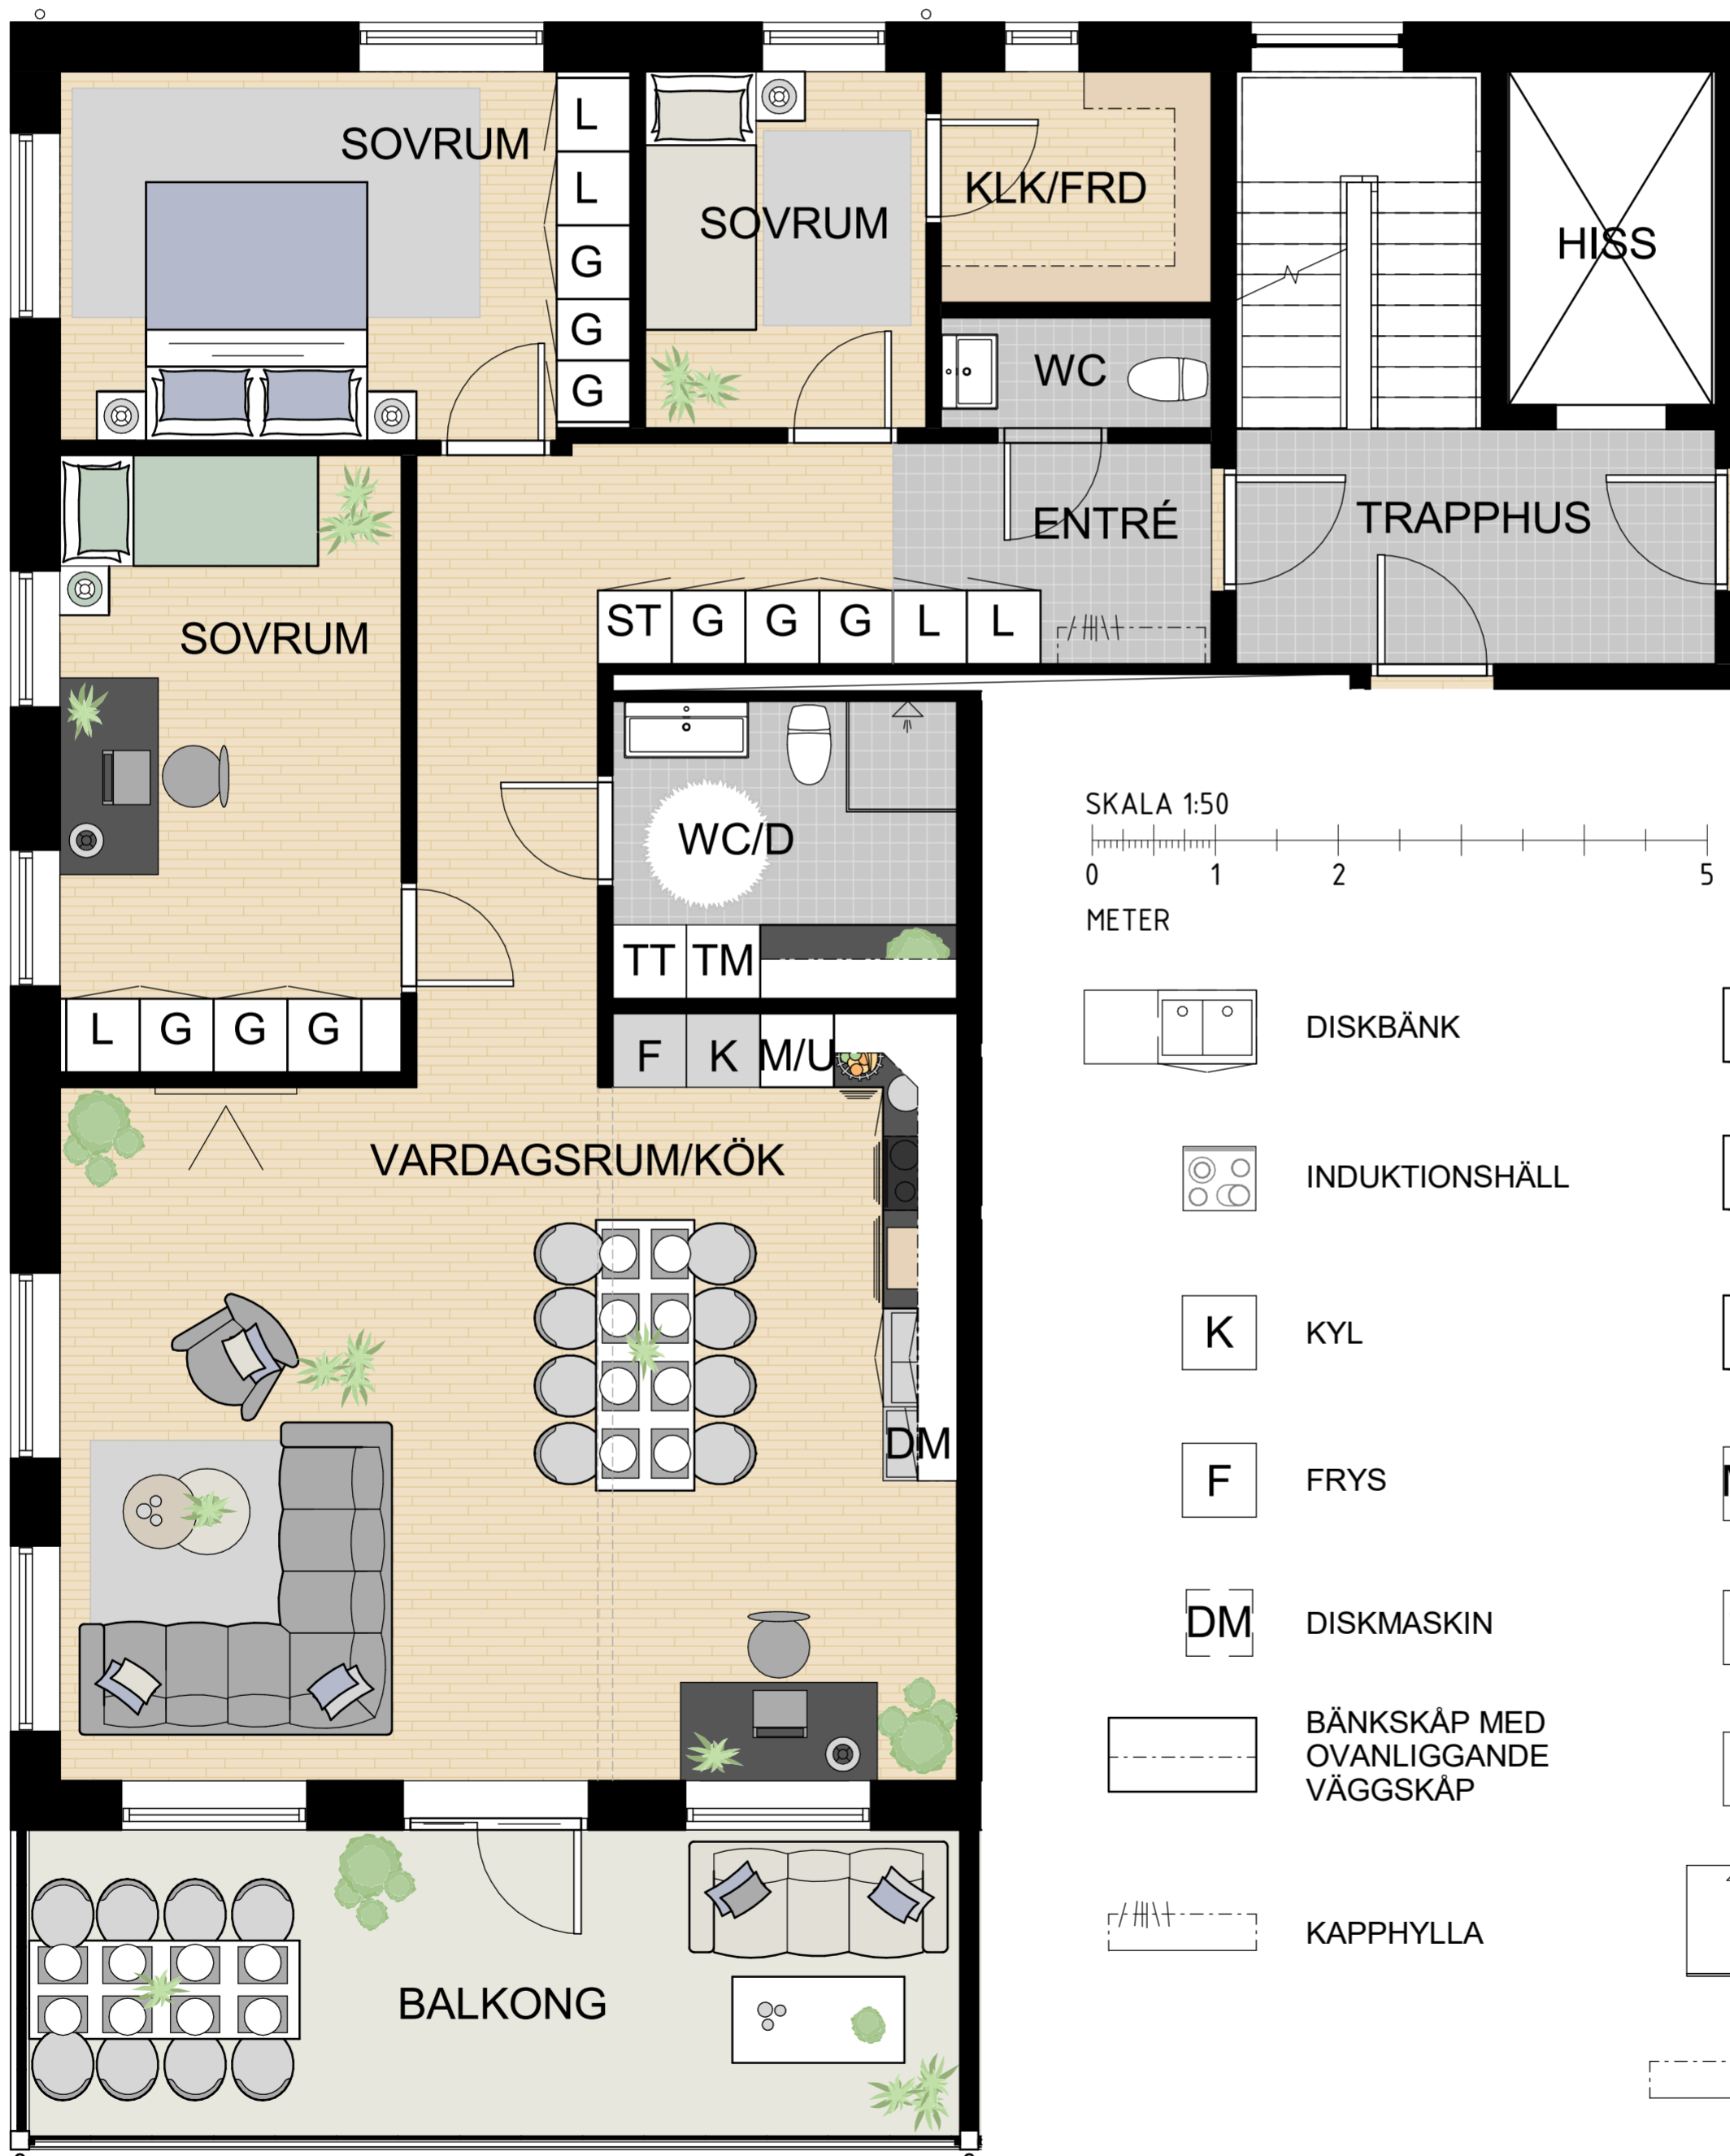 SOVRUM
L
L
G
G
G
SOVRUM
KLK/FRD
HISS
WC
ENTRÉ
TRAPPHUS
SOVRUM
ST G G G L L
WC/D
TT TM
L G G G
F K M/U
VARDAGSRUM/KÖK
DM
BALKONG
SKALA 1:50
0 1 2 5
METER
DISKBÄNK
INDUKTIONSHÄLL
K KYL
F FRYS
DM DISKMASKIN
BÄNKSKÅP MED
OVANLIGGANDE
VÄGGSKÅP
KAPPHYLLA